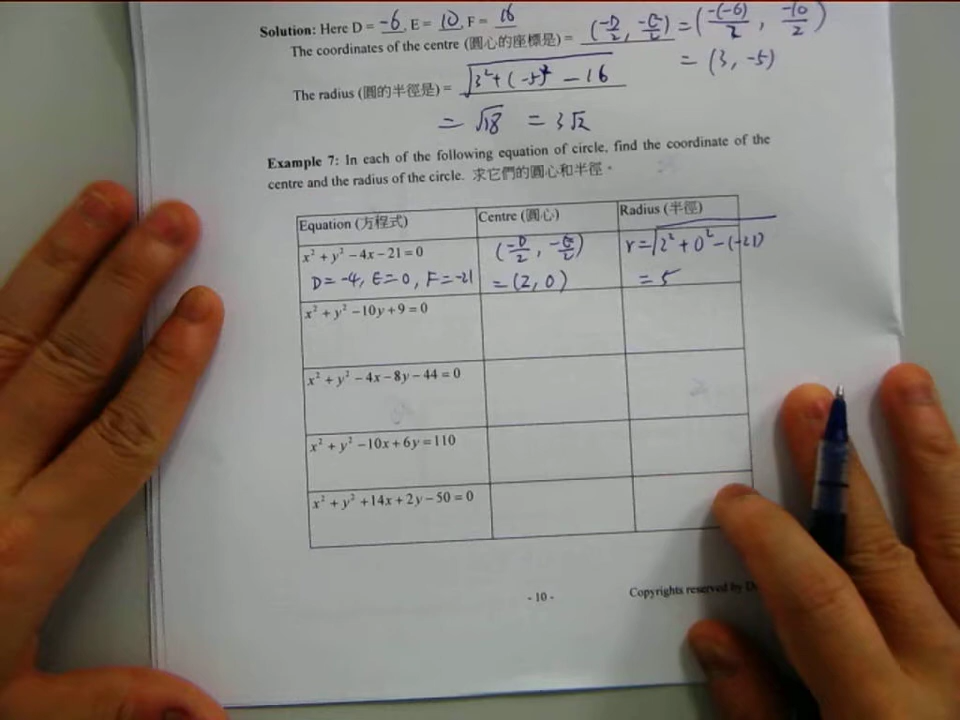 Solution: Here D = -6, E = 10, F = 16
The coordinates of the centre (圓心的座標是) = (-D/2, -E/2) = (-(-6)/2, -10/2)
= (3, -5)
The radius (圓的半徑是) = √(3² + (-5)² - 16)
= √18 = 3√2
Example 7: In each of the following equation of circle, find the coordinate of the
centre and the radius of the circle. 求它們的圓心和半徑。
Equation (方程式) Centre (圓心) Radius (半徑)
x² + y² - 4x - 21 = 0 (-D/2, -E/2) r = √(2² + 0² - (-21))
D = -4, E = 0, F = -21 = (2, 0) = 5
x² + y² - 10y + 9 = 0
x² + y² - 4x - 8y - 44 = 0
x² + y² - 10x + 6y = 110
x² + y² + 14x + 2y - 50 = 0
- 10 - Copyrights reserved by